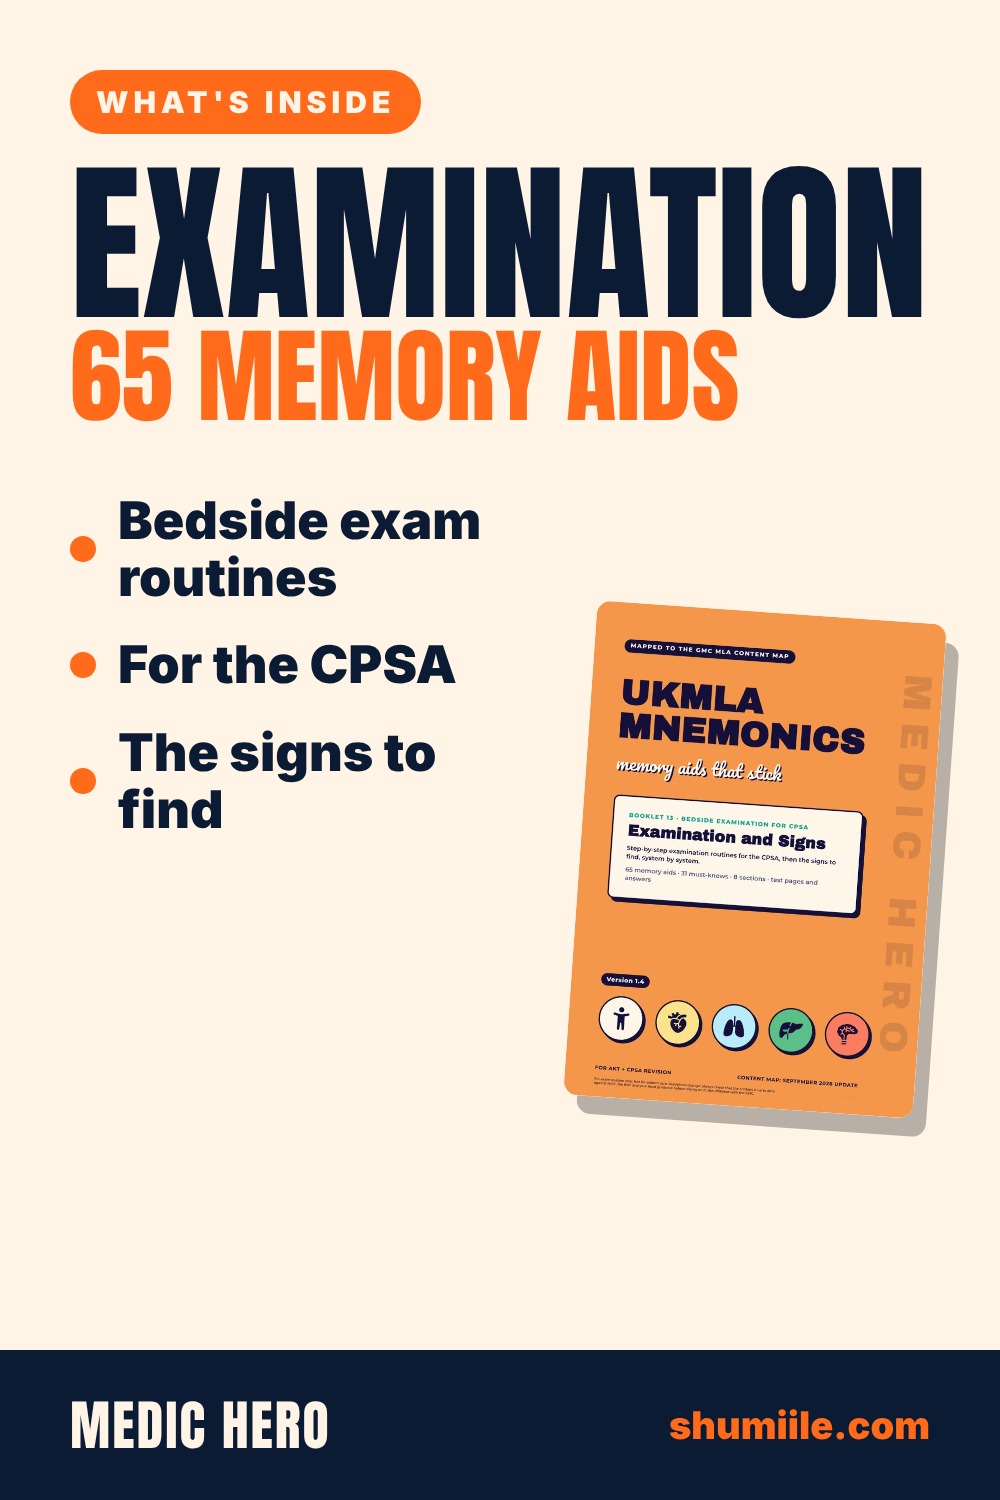 WHAT'S INSIDE
EXAMINATION
65 MEMORY AIDS
Bedside exam
routines
For the CPSA
The signs to
find
MAPPED TO THE GMC MLA CONTENT MAP
UKMLA
MNEMONICS
memory aids that stick
BOOKLET 13 · BEDSIDE EXAMINATION FOR CPSA
Examination and Signs
Step-by-step examination routines for the CPSA, then the signs to
find, system by system.
65 memory aids · 31 must-knows · 8 sections · test pages and
answers
MEDIC HERO
Version 1.4
FOR AKT + CPSA REVISION
CONTENT MAP: SEPTEMBER 2026 UPDATE
MEDIC HERO
shumiile.com